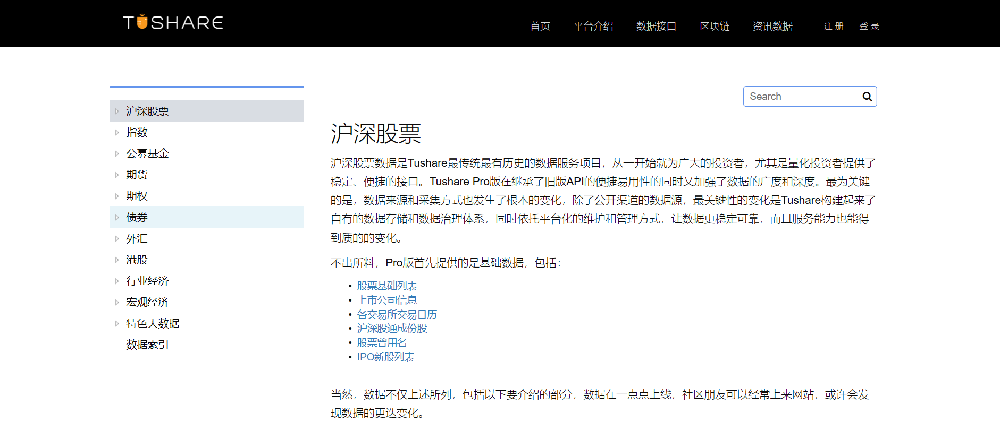 TUSHARE
首页 平台介绍 数据接口 区块链 资讯数据 注册 登录
Search
沪深股票
指数
公募基金
期货
期权
债券
外汇
港股
行业经济
宏观经济
特色大数据
数据索引
沪深股票
沪深股票数据是Tushare最传统最有历史的数据服务项目，从一开始就为广大的投资者，尤其是量化投资者提供了
稳定、便捷的接口。Tushare Pro版在继承了旧版API的便捷易用性的同时又加强了数据的广度和深度。最为关键
的是，数据来源和采集方式也发生了根本的变化，除了公开渠道的数据源，最关键性的变化是Tushare构建起来了
自有的数据存储和数据治理体系，同时依托平台化的维护和管理方式，让数据更稳定可靠，而且服务能力也能得
到质的的变化。
不出所料，Pro版首先提供的是基础数据，包括：
• 股票基础列表
• 上市公司信息
• 各交易所交易日历
• 沪深股通成份股
• 股票曾用名
• IPO新股列表
当然，数据不仅上述所列，包括以下要介绍的部分，数据在一点点上线，社区朋友可以经常上来网站，或许会发
现数据的更迭变化。